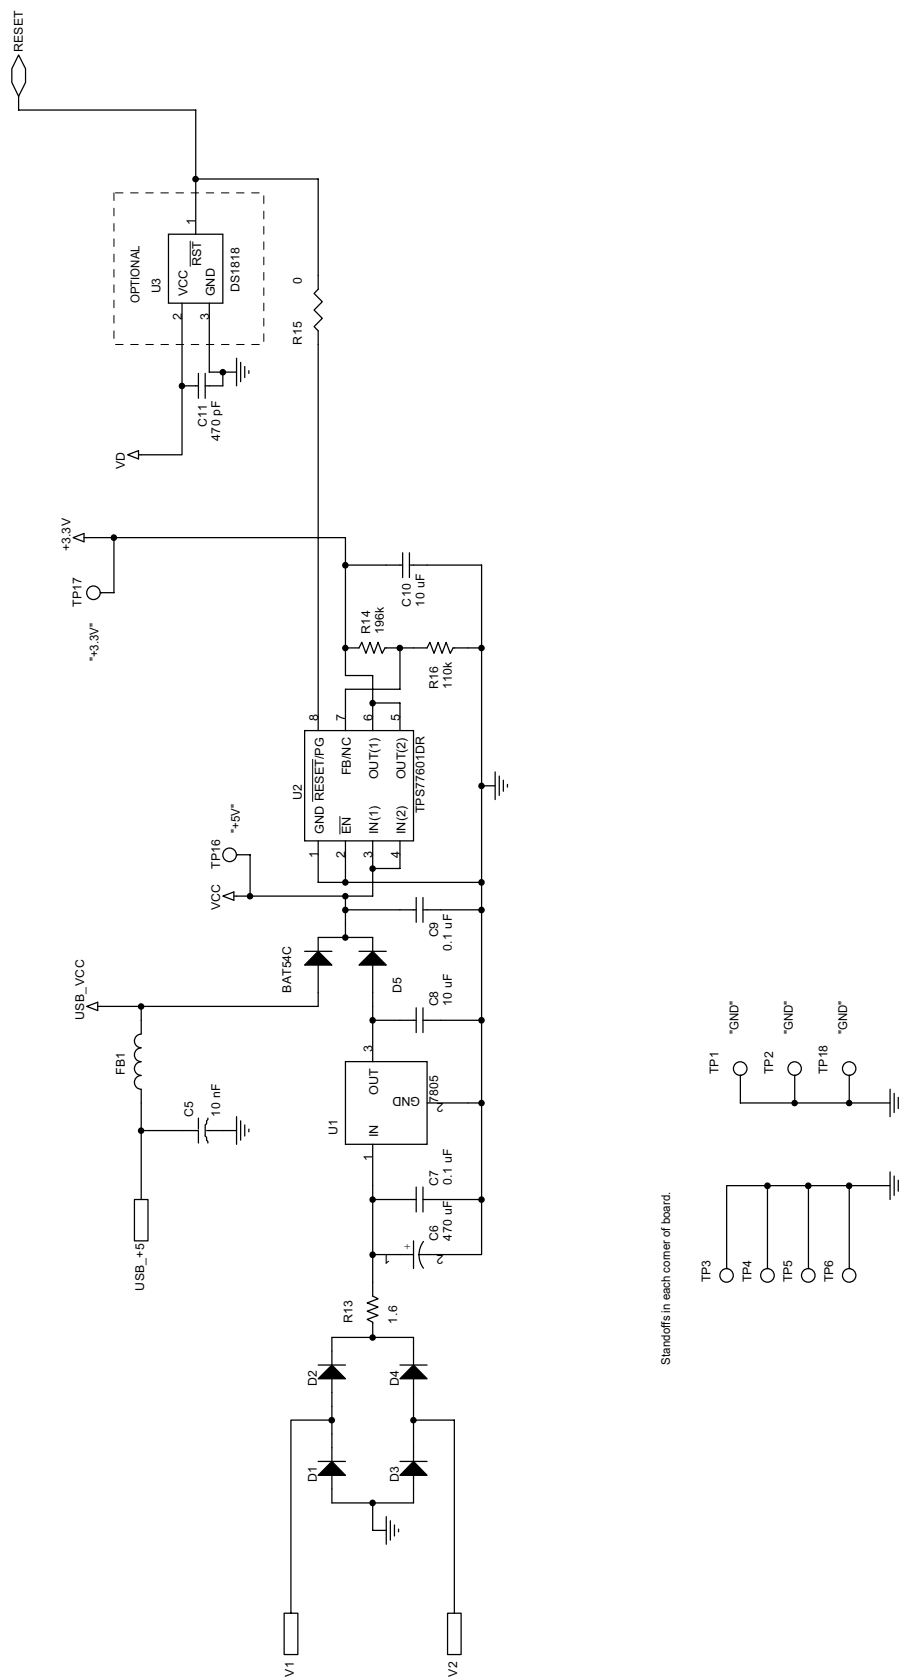 RESET
OPTIONAL
U3
VCC
RST
GND
DS1818
1
2
3
C11
470 pF
VD
R15
0
+3.3V
TP17
"+3.3V"
C10
10 uF
R14
196k
R16
110k
U2
GND
RESET/PG
EN
FB/NC
IN(1)
OUT(1)
IN(2)
OUT(2)
TPS77601DR
1
2
3
4
8
7
6
5
TP16
"+5V"
VCC
C9
0.1 uF
BAT54C
D5
USB_VCC
FB1
C5
10 nF
USB_+5
C8
10 uF
U1
IN
OUT
GND
7805
1
3
2
C7
0.1 uF
C6
470 uF
1
+
2
R13
1.6
D2
D4
D1
D3
V1
V2
Standoffs in each corner of board.
TP3
TP4
TP5
TP6
TP1
"GND"
TP2
"GND"
TP18
"GND"